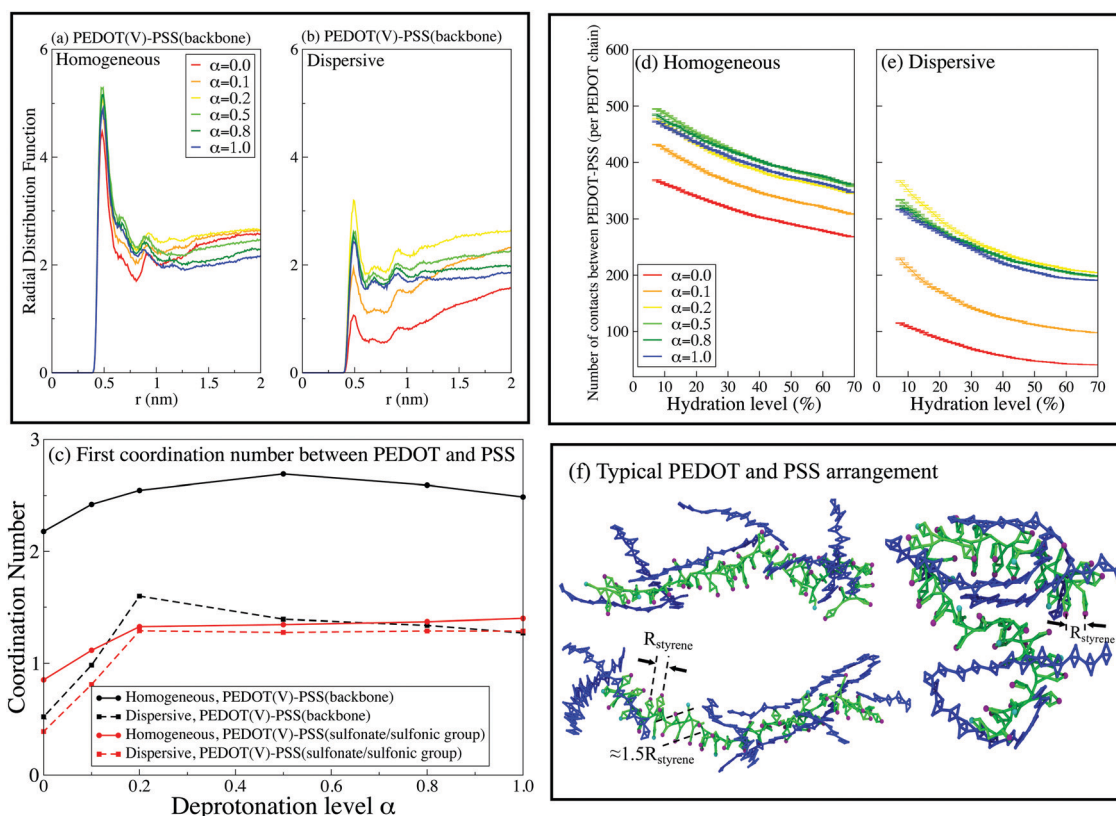 (a) PEDOT(V)-PSS(backbone)
Homogeneous
α=0.0
α=0.1
α=0.2
α=0.5
α=0.8
α=1.0
Radial Distribution Function
6
4
2
0
0
0.5
1
1.5
2
r (nm)
(b) PEDOT(V)-PSS(backbone)
Dispersive
6
4
2
0
0
0.5
1
1.5
2
r (nm)
(d) Homogeneous
Number of contacts between PEDOT-PSS (per PEDOT chain)
600
500
400
300
200
100
α=0.0
α=0.1
α=0.2
α=0.5
α=0.8
α=1.0
10 20 30 40 50 60 70
Hydration level (%)
(e) Dispersive
10 20 30 40 50 60 70
Hydration level (%)
(c) First coordination number between PEDOT and PSS
Coordination Number
3
2
1
0
Homogeneous, PEDOT(V)-PSS(backbone)
Dispersive, PEDOT(V)-PSS(backbone)
Homogeneous, PEDOT(V)-PSS(sulfonate/sulfonic group)
Dispersive, PEDOT(V)-PSS(sulfonate/sulfonic group)
0 0.2 0.4 0.6 0.8 1.0
Deprotonation level α
(f) Typical PEDOT and PSS arrangement
Rstyrene
Rstyrene
≈1.5Rstyrene